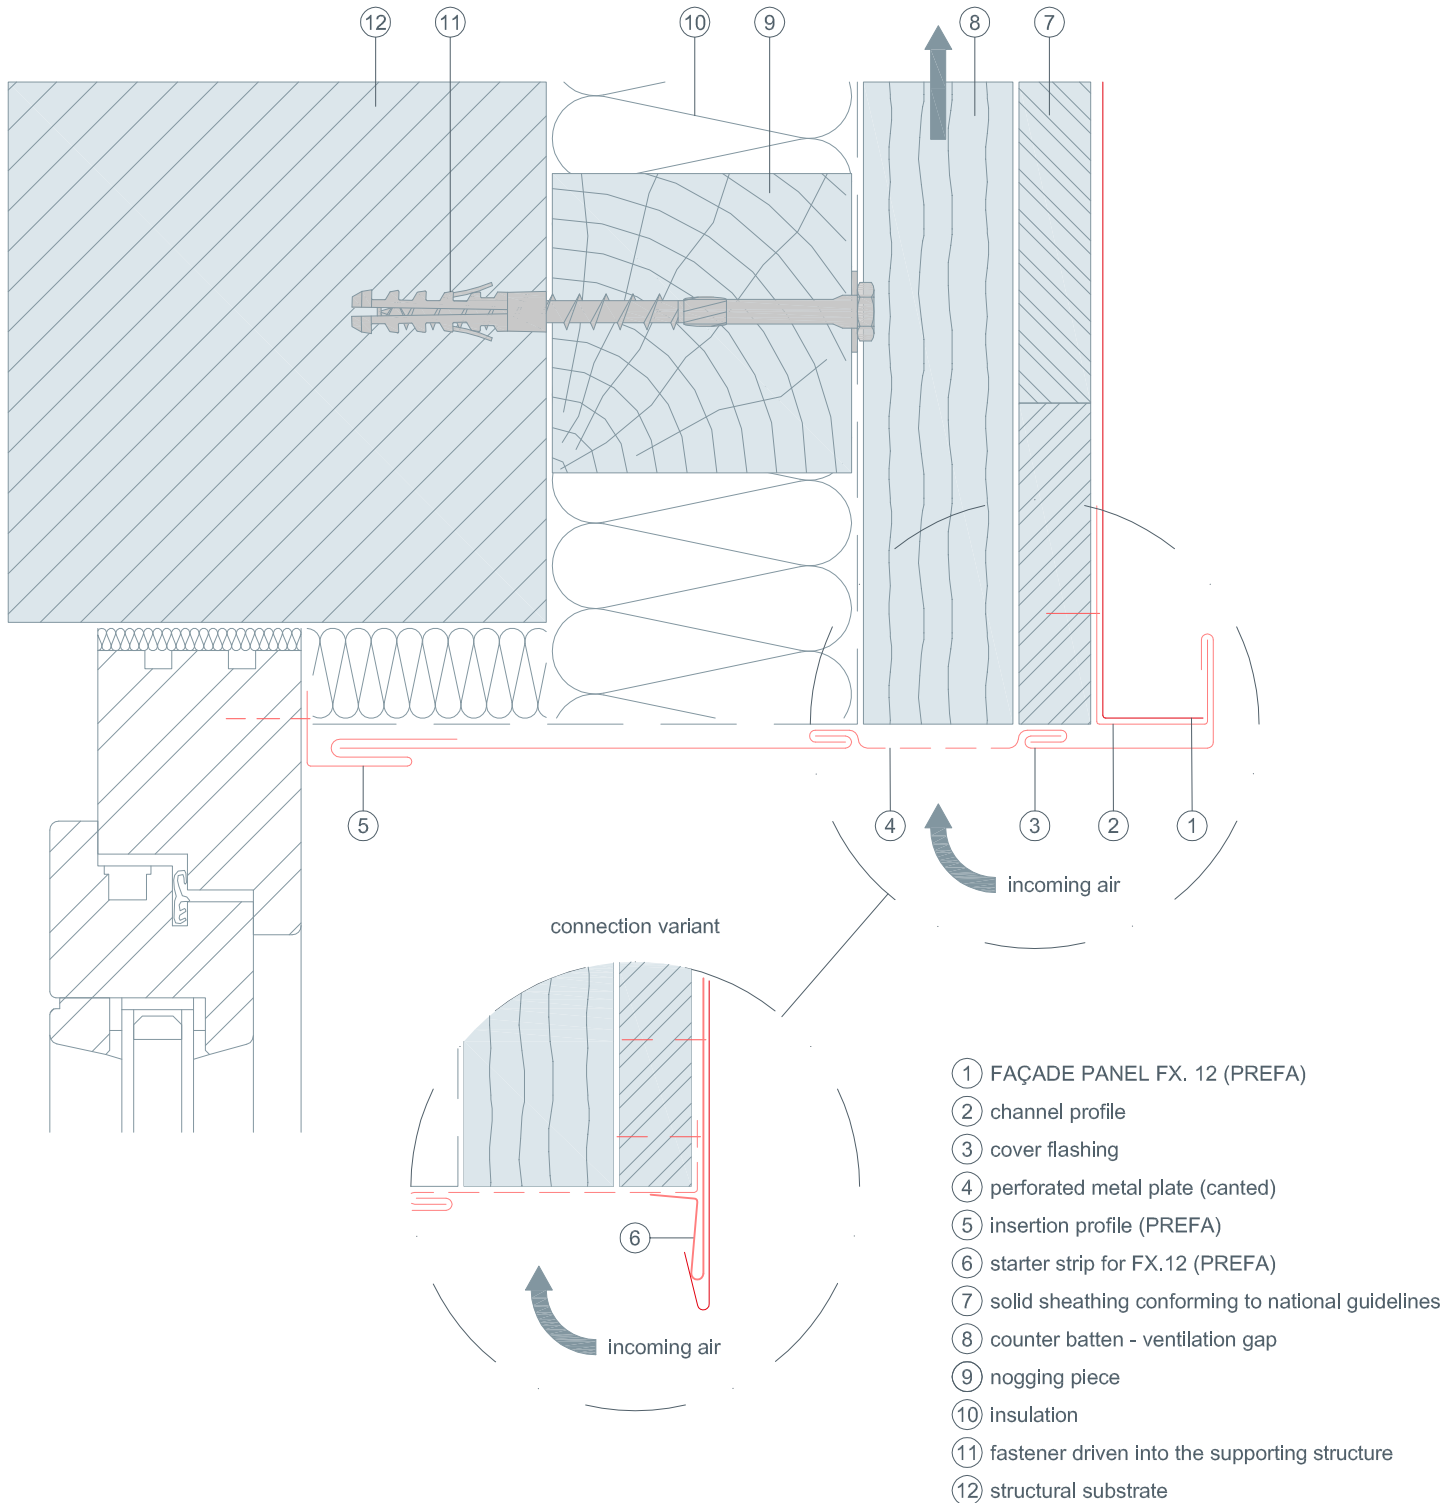 12 11 10 9 8 7
5 4 3 2 1
incoming air
connection variant
6
incoming air
1 FAÇADE PANEL FX. 12 (PREFA)
2 channel profile
3 cover flashing
4 perforated metal plate (canted)
5 insertion profile (PREFA)
6 starter strip for FX.12 (PREFA)
7 solid sheathing conforming to national guidelines
8 counter batten - ventilation gap
9 nogging piece
10 insulation
11 fastener driven into the supporting structure
12 structural substrate